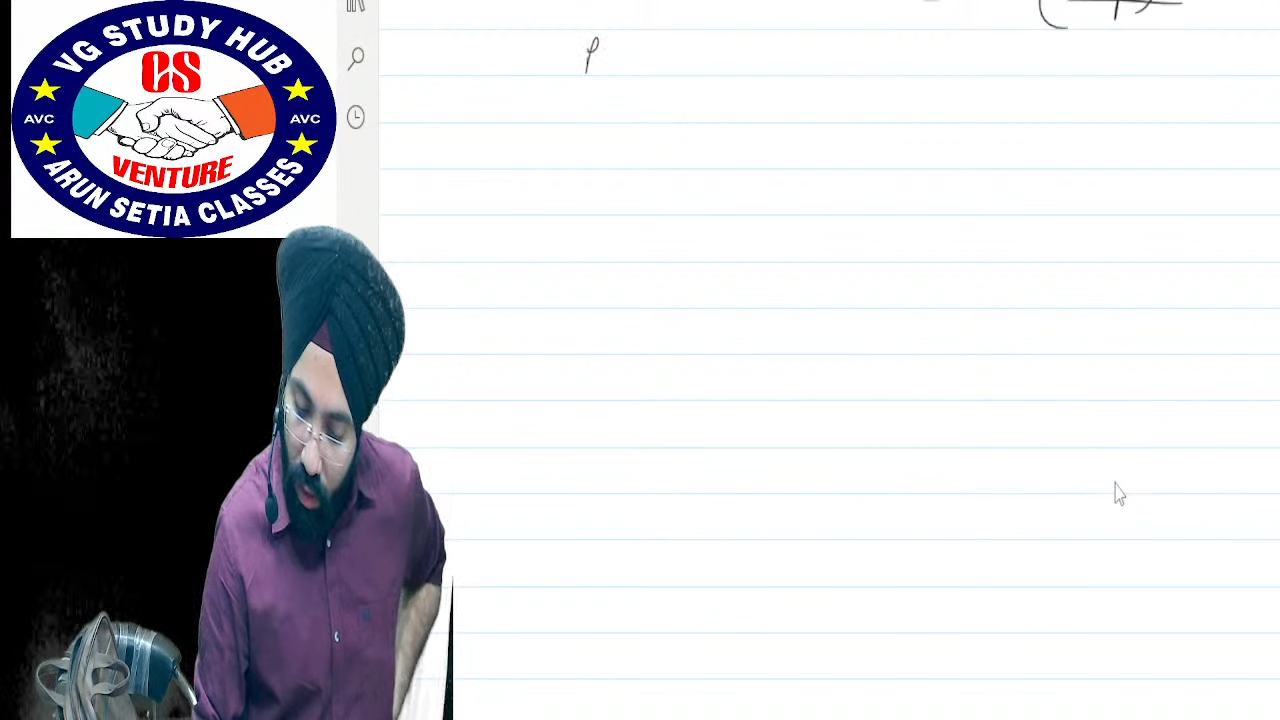 VG STUDY HUB
CS
AVC
AVC
VENTURE
ARUN SETIA CLASSES
P